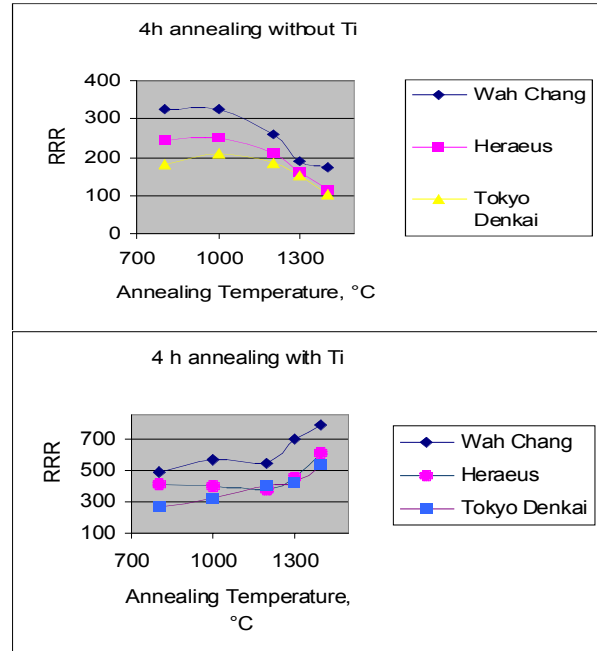 4h annealing without Ti
400
300
200
100
0
RRR
700 1000 1300
Annealing Temperature, °C
Wah Chang
Heraeus
Tokyo
Denkai
4 h annealing with Ti
700
500
300
100
RRR
700 1000 1300
Annealing Temperature,
°C
Wah Chang
Heraeus
Tokyo Denkai